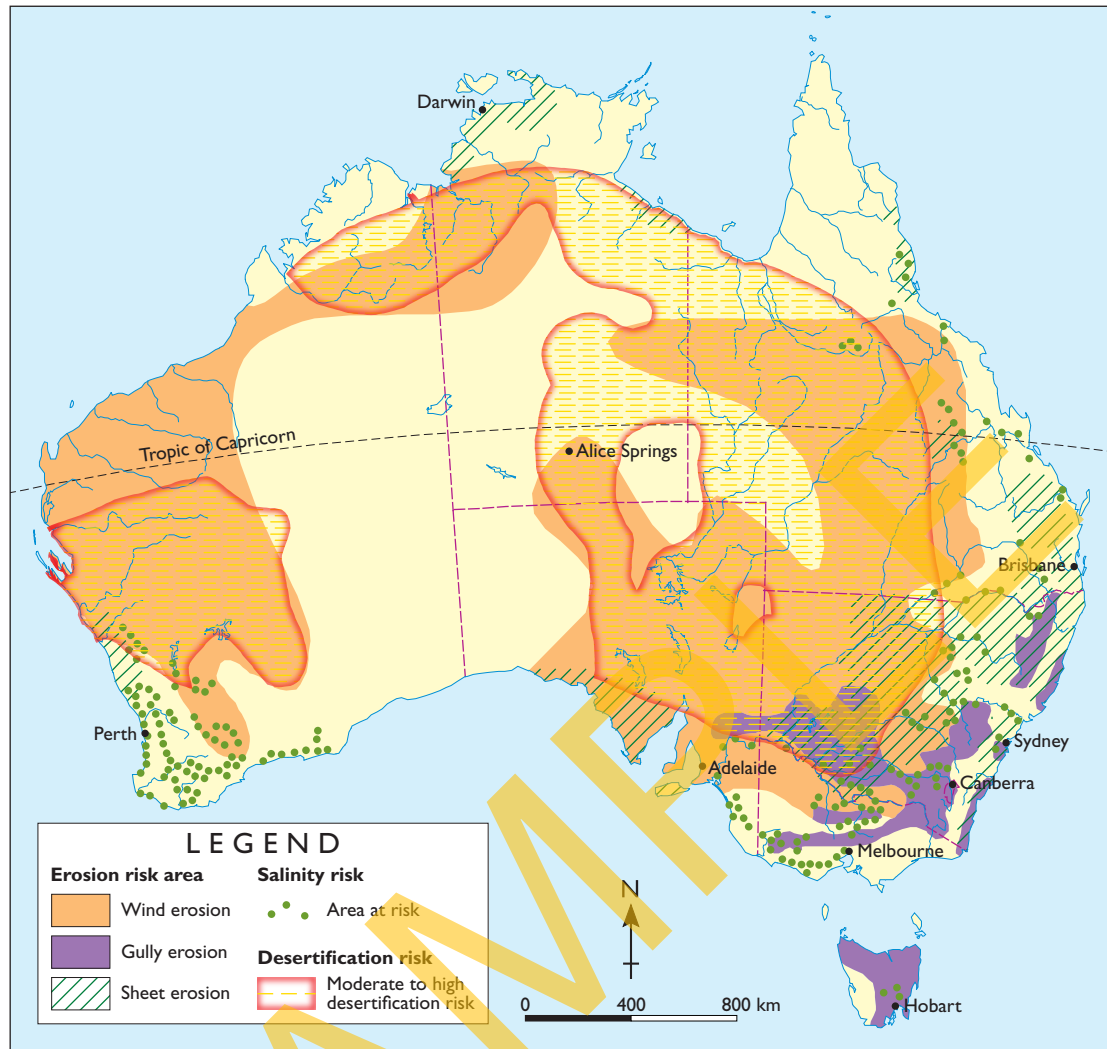 Darwin
Tropic of Capricorn
Alice Springs
Brisbane
Perth
Sydney
Adelaide
Canberra
Melbourne
LEGEND
Erosion risk area
Wind erosion
Gully erosion
Sheet erosion
Salinity risk
Area at risk
Desertification risk
Moderate to high
desertification risk
N
0 400 800 km
Hobart